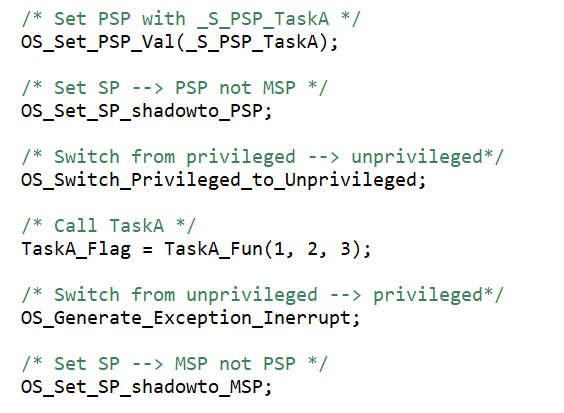 /* Set PSP with _S_PSP_TaskA */
OS_Set_PSP_Val(_S_PSP_TaskA);
/* Set SP --> PSP not MSP */
OS_Set_SP_shadowto_PSP;
/* Switch from privileged --> unprivileged*/
OS_Switch_Privileged_to_Unprivileged;
/* Call TaskA */
TaskA_Flag = TaskA_Fun(1, 2, 3);
/* Switch from unprivileged --> privileged*/
OS_Generate_Exception_Inerrupt;
/* Set SP --> MSP not PSP */
OS_Set_SP_shadowto_MSP;